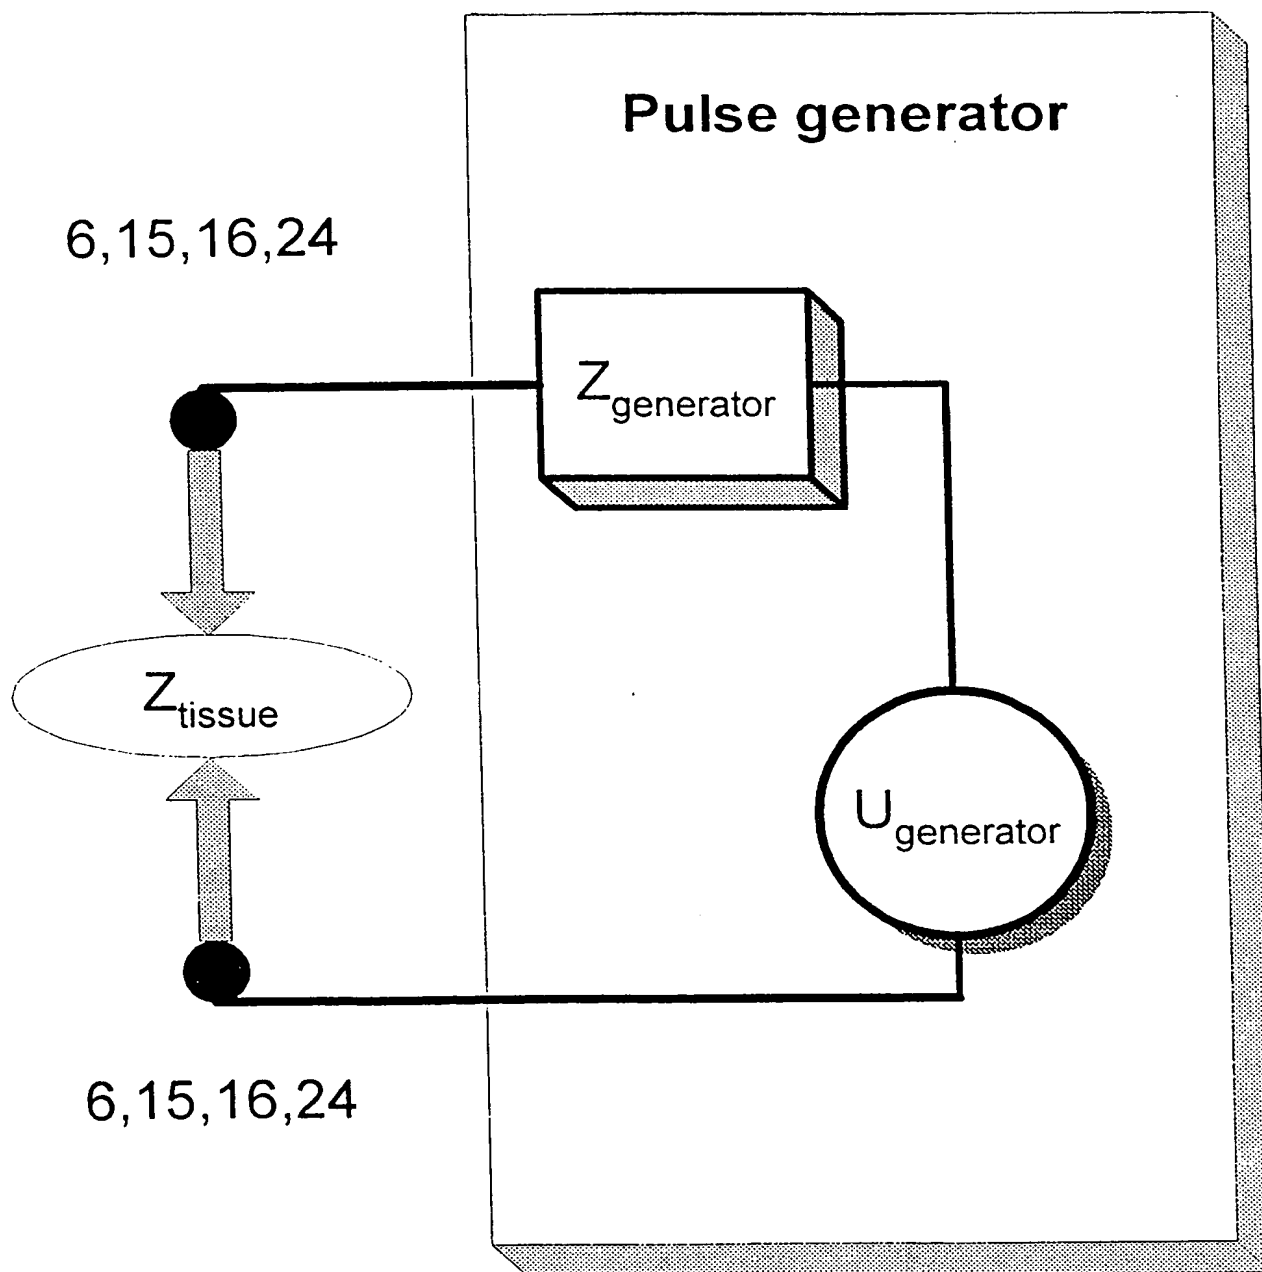 Pulse generator
6,15,16,24
Zgenerator
Ztissue
Ugenerator
6,15,16,24